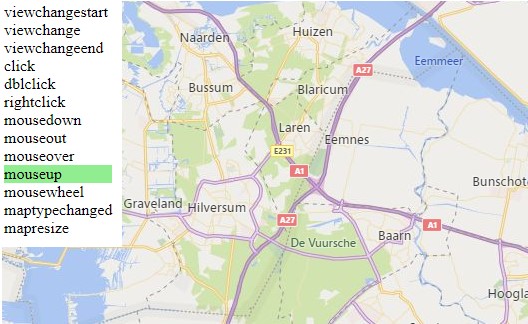 viewchangestart
viewchange
viewchangeend
click
dblclick
rightclick
mousedown
mouseout
mouseover
mouseup
mousewheel
maptypechanged
mapresize
Naarden
Huizen
A27
Eemmeer
Bussum
Blaricum
Laren
Eemnes
E231
A1
Graveland
Hilversum
Bunscho
A27
De Vuursche
Baarn
A1
Hoogla